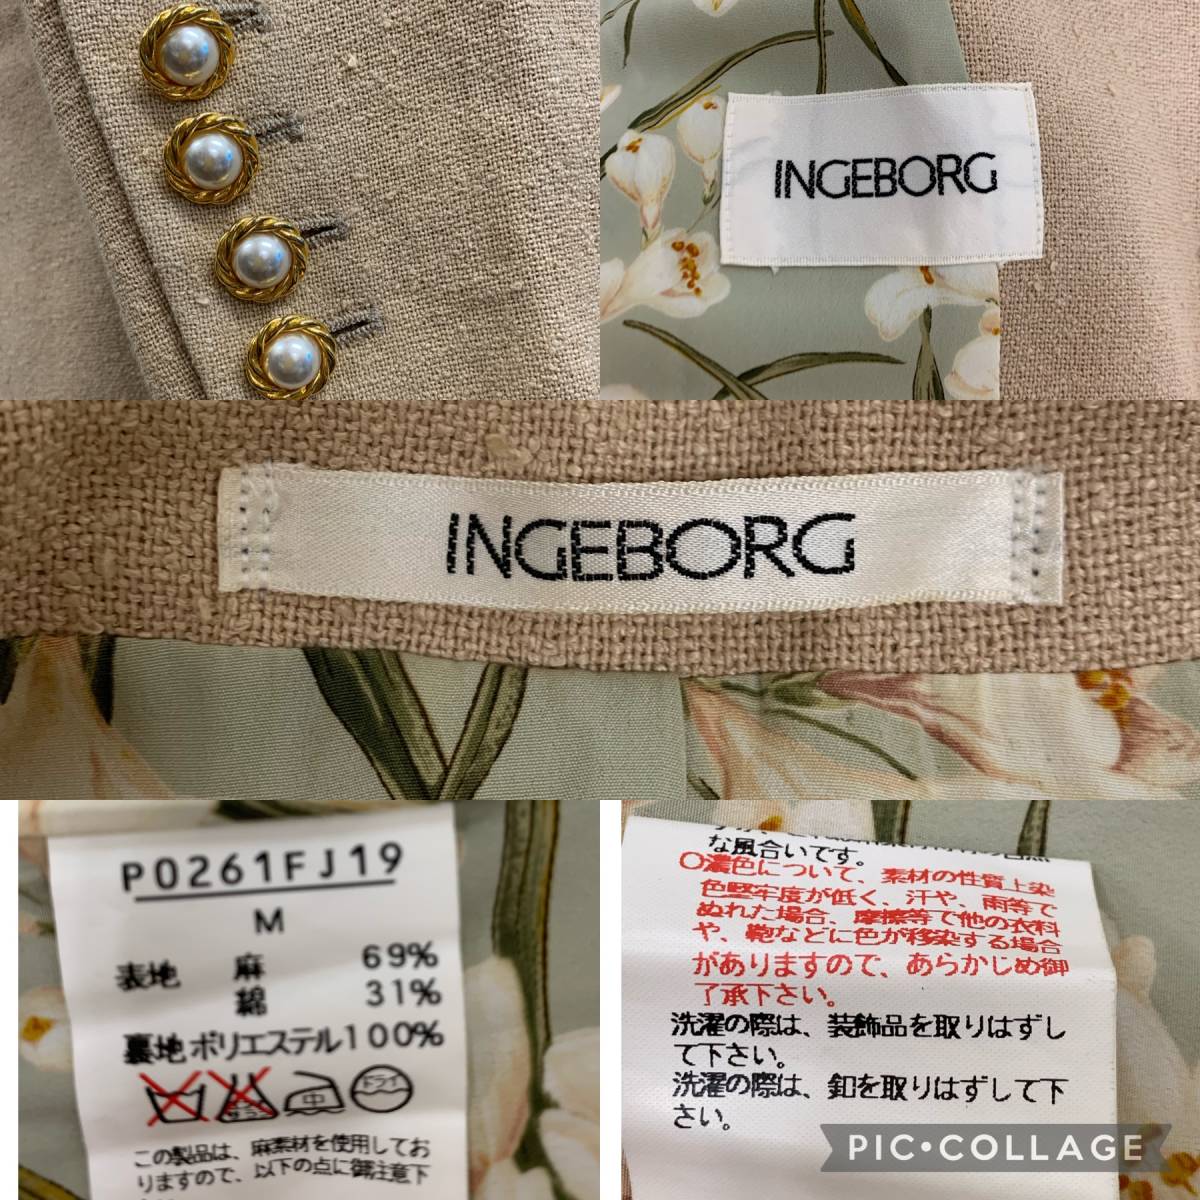 INGEBORG
INGEBORG
P0261FJ19
M
表地 麻 69%
綿 31%
裏地 ポリエステル 100%
中
ドライ
この製品は、麻素材を使用してお
りますので、以下の点に御注意下
な風合いです。
○濃色について、素材の性質上染
色堅牢度が低く、汗や、雨等で
ぬれた場合、摩擦等で他の衣料
や、鞄などに色が移染する場合
がありますので、あらかじめ御
了承下さい。
洗濯の際は、装飾品を取りはずし
て下さい。
洗濯の際は、釦を取りはずして下
さい。
PIC•COLLAGE